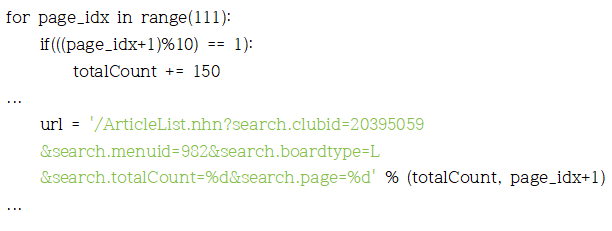 for page_idx in range(111):
if(((page_idx+1)%10) == 1):
totalCount += 150
...
url = '/ArticleList.nhn?search.clubid=20395059
&search.menuid=982&search.boardtype=L
&search.totalCount=%d&search.page=%d' % (totalCount, page_idx+1)
...